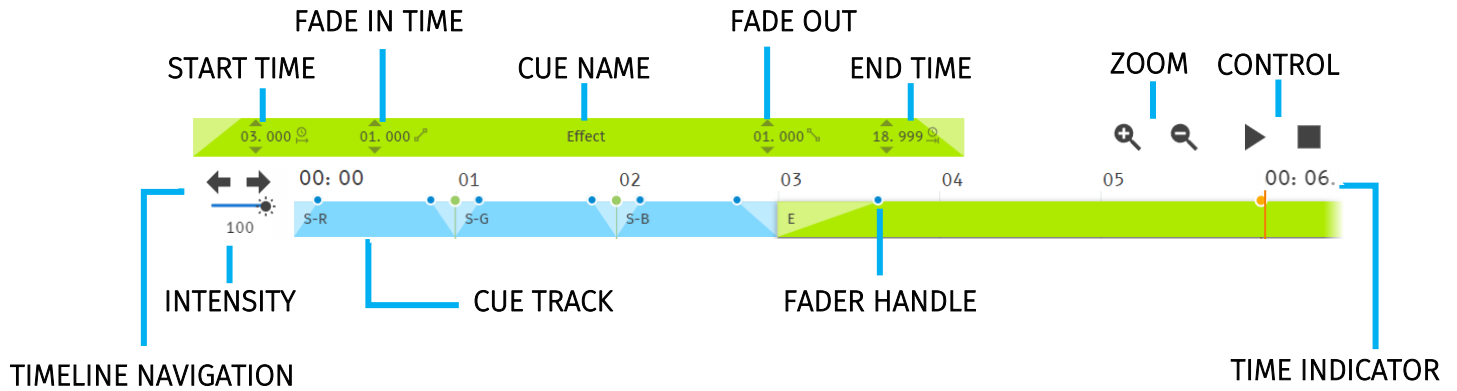 FADE IN TIME
FADE OUT
START TIME
CUE NAME
END TIME
ZOOM
CONTROL
03. 000
01. 000
Effect
01. 000
18. 999
00: 00
01
02
03
04
05
00: 06.
100
S-R
S-G
S-B
E
INTENSITY
CUE TRACK
FADER HANDLE
TIMELINE NAVIGATION
TIME INDICATOR